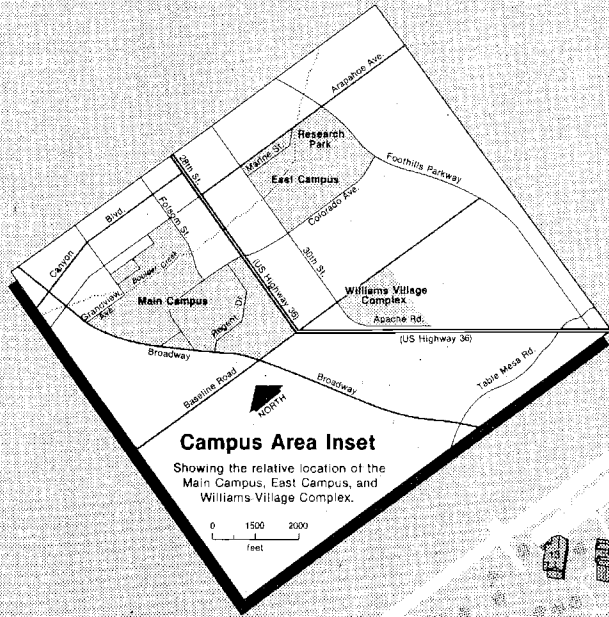 Arapahoe Ave.
Research
Park
Marine St.
East Campus
28th St.
Foothills Parkway
Colorado Ave.
Folsom St.
Blvd.
Canyon
Boulder Creek
30th St.
(US Highway 36)
Grandview
Ave.
Main Campus
Regent Dr.
Williams Village
Complex
Apache Rd.
(US Highway 36)
Broadway
Baseline Road
Broadway
Table Mesa Rd.
NORTH
Campus Area Inset
Showing the relative location of the
Main Campus, East Campus, and
Williams Village Complex.
0 1500 2000
feet
13